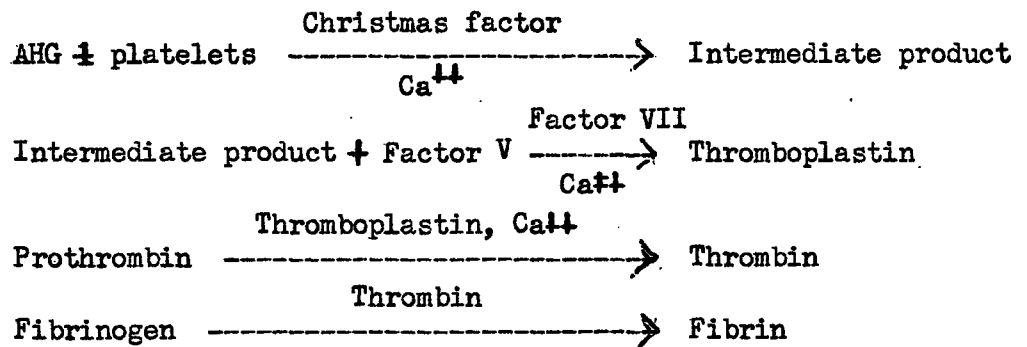 Christmas factor
AHG + platelets ----------------------> Intermediate product
Ca++
Factor VII
Intermediate product + Factor V --------> Thromboplastin
Ca++
Thromboplastin, Ca++
Prothrombin ---------------------------> Thrombin
Thrombin
Fibrinogen ----------------------------> Fibrin